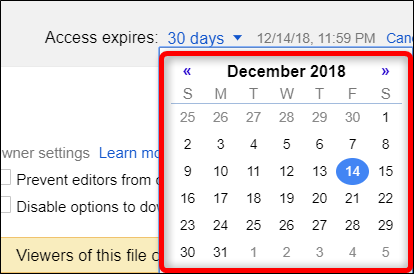 Access expires: 30 days 12/14/18, 11:59 PM
« December 2018 »
S M T W T F S
25 26 27 28 29 30 1
2 3 4 5 6 7 8
9 10 11 12 13 14 15
16 17 18 19 20 21 22
23 24 25 26 27 28 29
30 31 1 2 3 4 5
wner settings Learn mo
Prevent editors from
Disable options to do
Viewers of this file